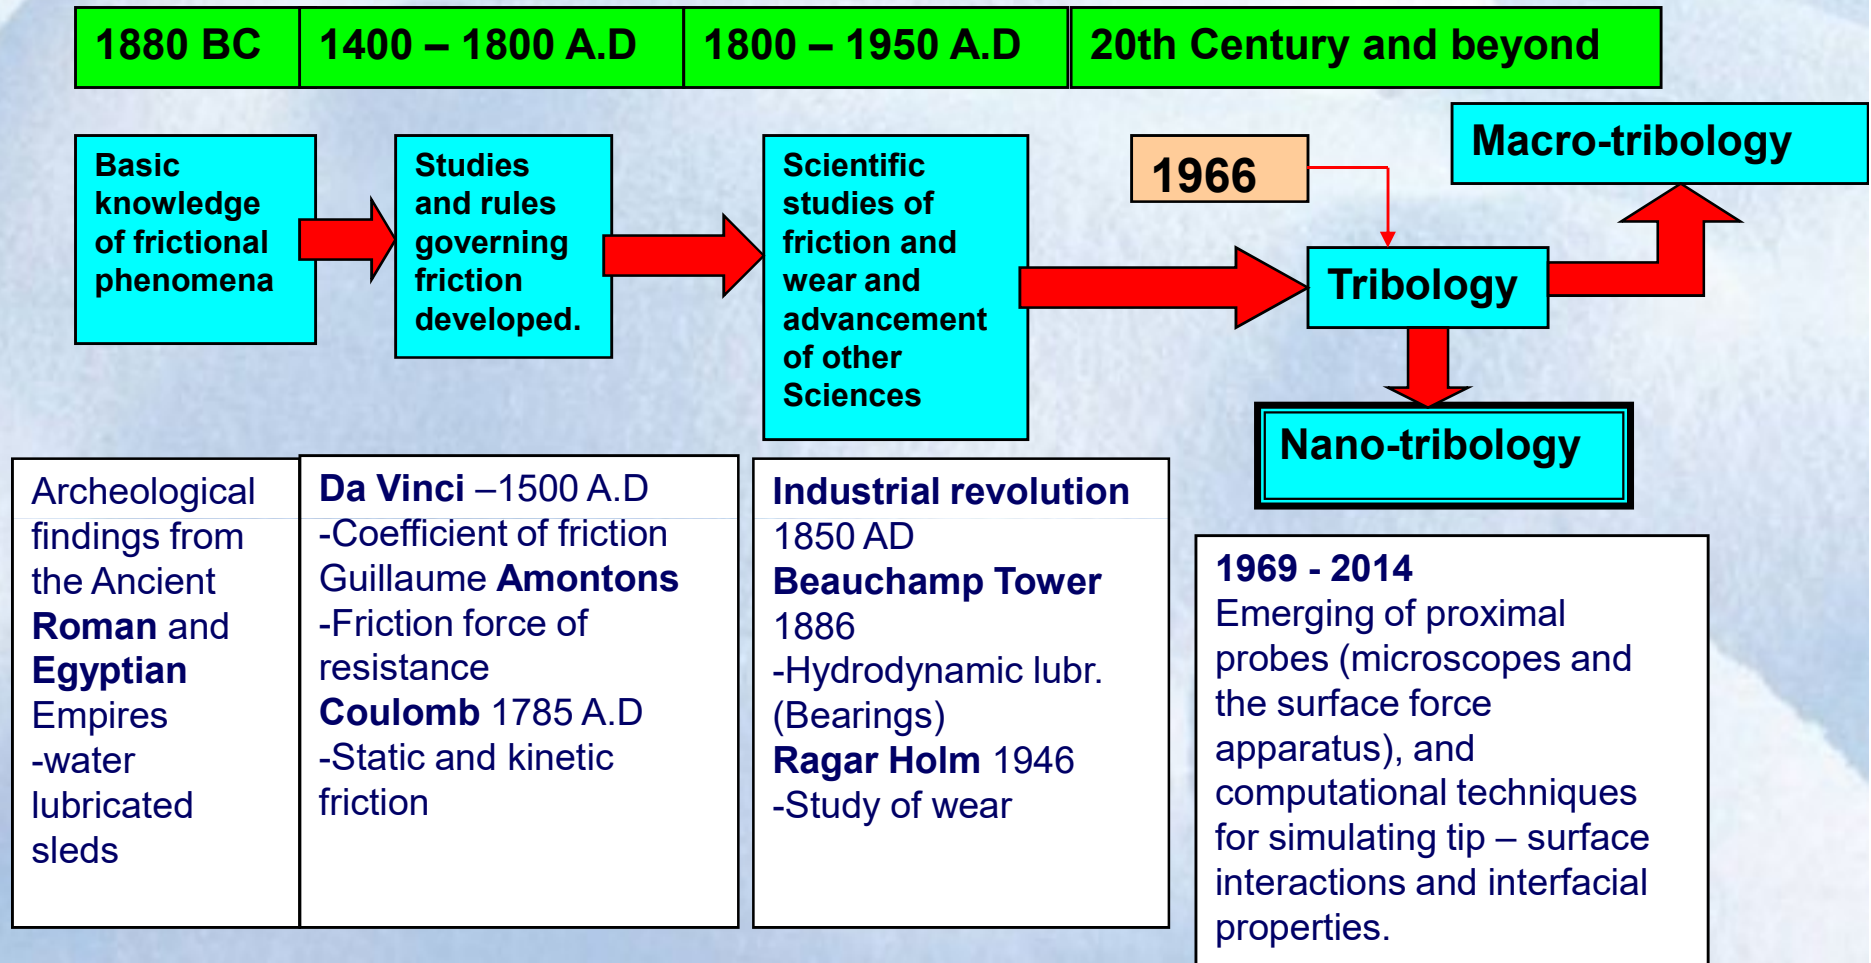 1880 BC
1400 – 1800 A.D
1800 – 1950 A.D
20th Century and beyond
Basic
knowledge
of frictional
phenomena
Studies
and rules
governing
friction
developed.
Scientific
studies of
friction and
wear and
advancement
of other
Sciences
1966
Tribology
Macro-tribology
Nano-tribology
Archeological
findings from
the Ancient
Roman and
Egyptian
Empires
-water
lubricated
sleds
Da Vinci –1500 A.D
-Coefficient of friction
Guillaume Amontons
-Friction force of
resistance
Coulomb 1785 A.D
-Static and kinetic
friction
Industrial revolution
1850 AD
Beauchamp Tower
1886
-Hydrodynamic lubr.
(Bearings)
Ragar Holm 1946
-Study of wear
1969 - 2014
Emerging of proximal
probes (microscopes and
the surface force
apparatus), and
computational techniques
for simulating tip – surface
interactions and interfacial
properties.